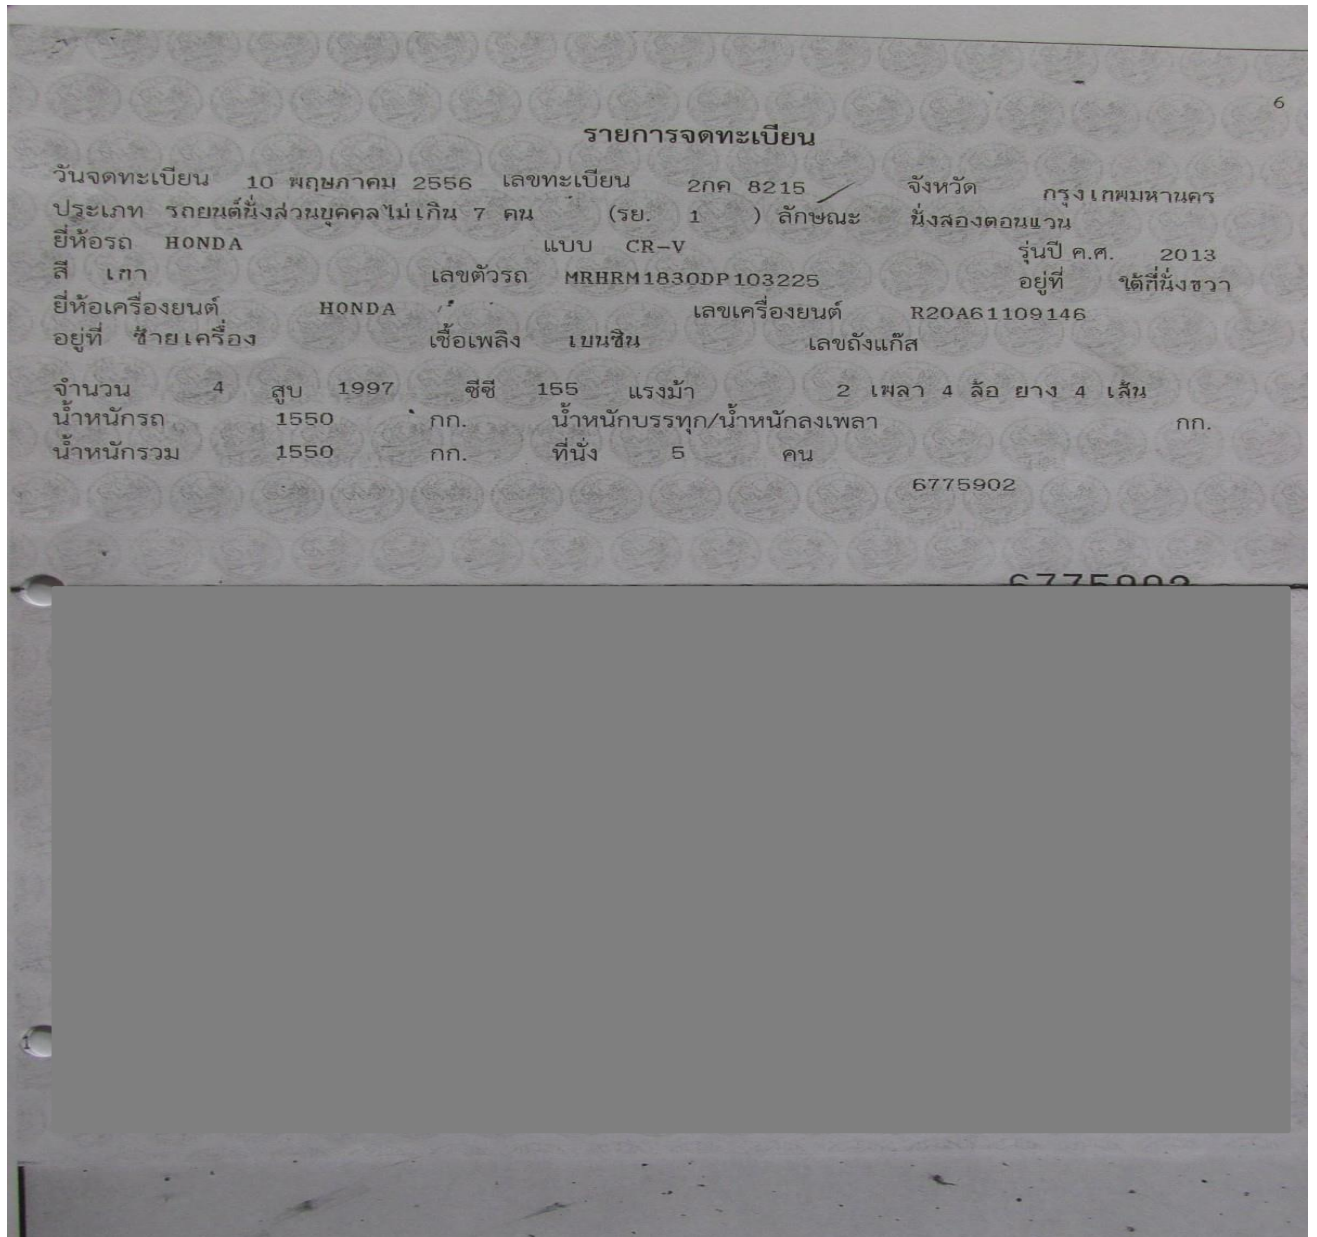 6
รายการจดทะเบียน
วันจดทะเบียน 10 พฤษภาคม 2556 เลขทะเบียน 2กค 8215 จังหวัด กรุงเทพมหานคร
ประเภท รถยนต์นั่งส่วนบุคคลไม่เกิน 7 คน (รย. 1 ) ลักษณะ นั่งสองตอนแวน
ยี่ห้อรถ HONDA แบบ CR-V รุ่นปี ค.ศ. 2013
สี เทา เลขตัวรถ MRHRM1830DP103225 อยู่ที่ ใต้ที่นั่งขวา
ยี่ห้อเครื่องยนต์ HONDA เลขเครื่องยนต์ R20A61109146
อยู่ที่ ซ้ายเครื่อง เชื้อเพลิง เบนซิน เลขถังแก๊ส
จำนวน 4 สูบ 1997 ซีซี 155 แรงม้า 2 เพลา 4 ล้อ ยาง 4 เส้น
น้ำหนักรถ 1550 กก. น้ำหนักบรรทุก/น้ำหนักลงเพลา กก.
น้ำหนักรวม 1550 กก. ที่นั่ง 5 คน
6775902
6775902